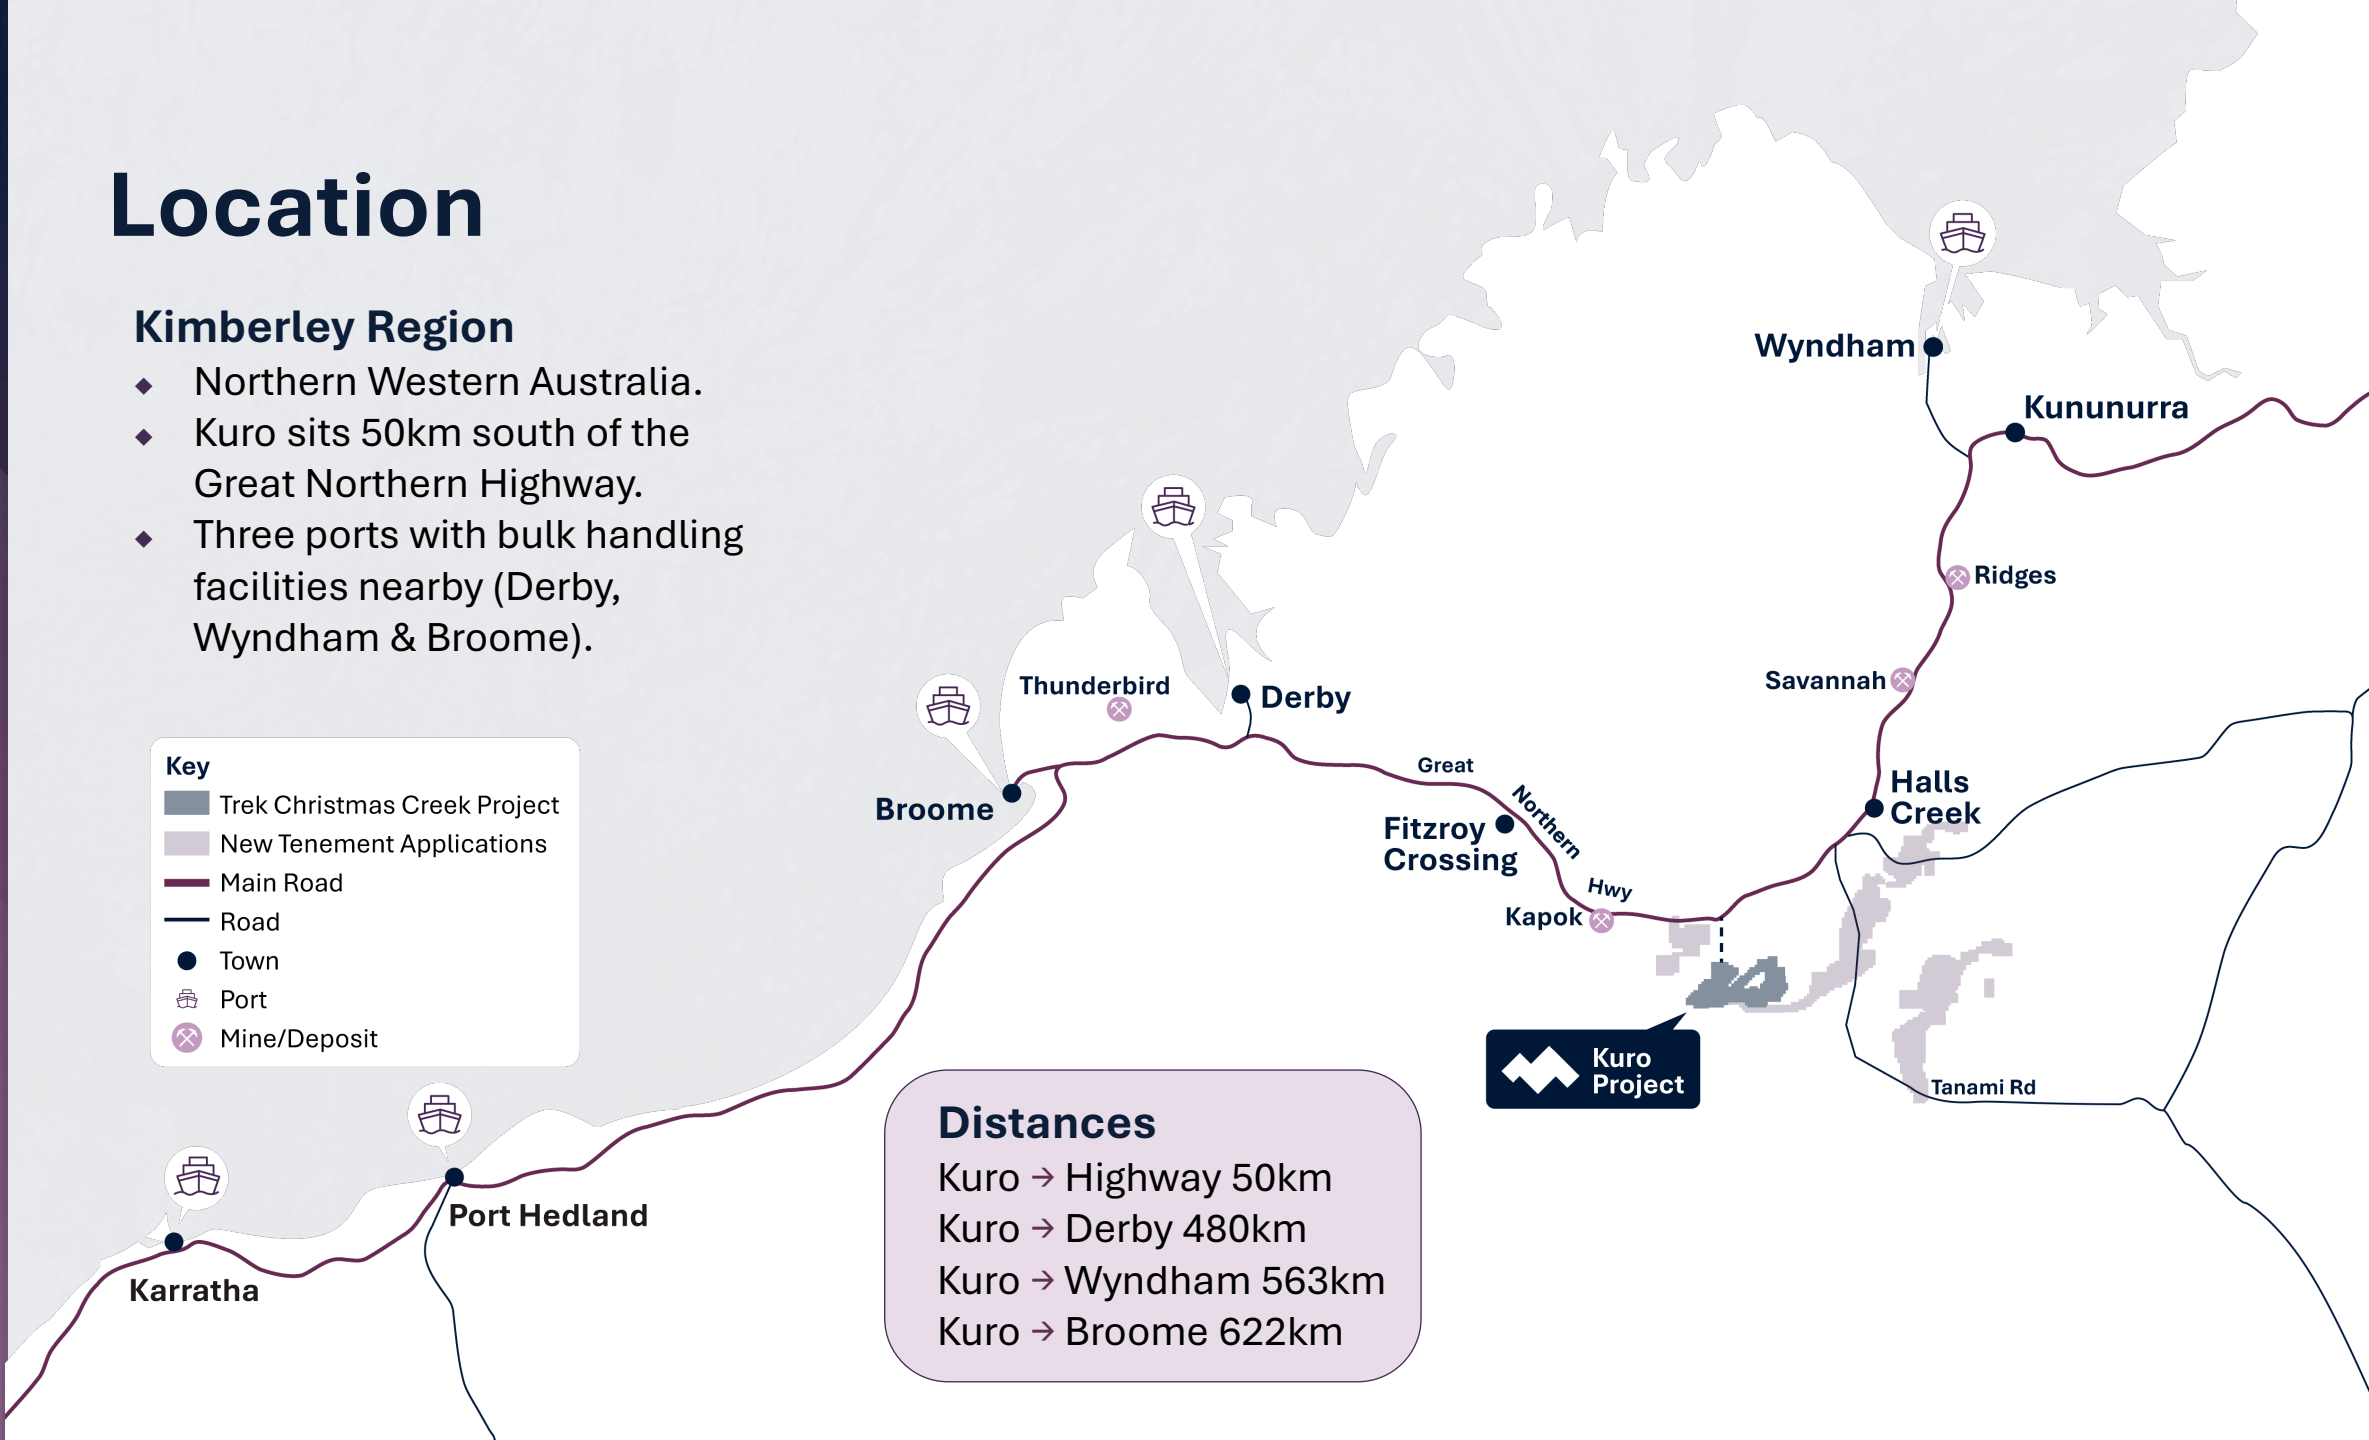 Location
Kimberley Region
Northern Western Australia.
Kuro sits 50km south of the
Great Northern Highway.
Three ports with bulk handling
facilities nearby (Derby,
Wyndham & Broome).
Key
Trek Christmas Creek Project
New Tenement Applications
Main Road
Road
Town
Port
Mine/Deposit
Wyndham
Kununurra
Ridges
Savannah
Thunderbird
Derby
Broome
Great
Northern
Hwy
Fitzroy
Crossing
Halls
Creek
Kapok
Kuro
Project
Tanami Rd
Port Hedland
Karratha
Distances
Kuro → Highway 50km
Kuro → Derby 480km
Kuro → Wyndham 563km
Kuro → Broome 622km